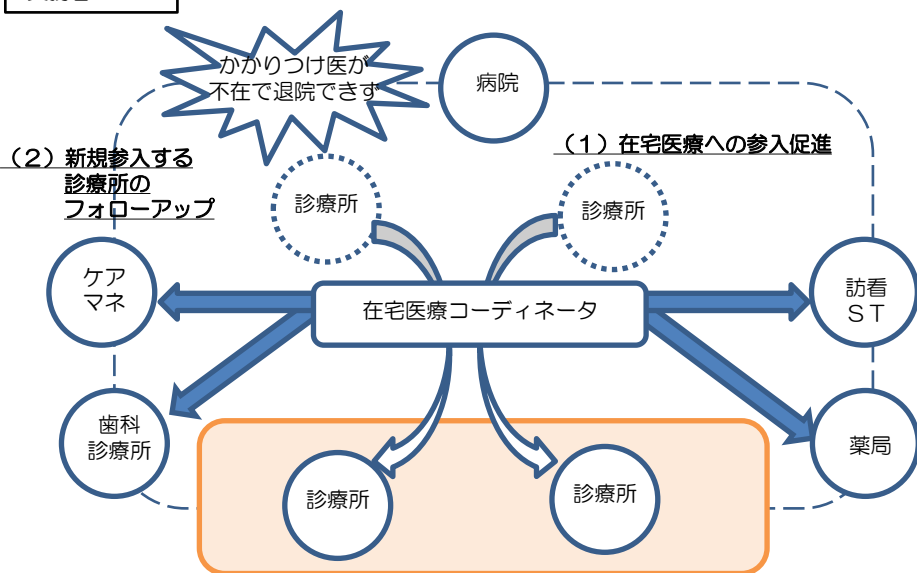 かかりつけ医が
不在で退院できず
病院
（2）新規参入する
診療所の
フォローアップ
（1）在宅医療への参入促進
診療所
診療所
ケア
マネ
在宅医療コーディネータ
訪看
ＳＴ
歯科
診療所
薬局
診療所
診療所